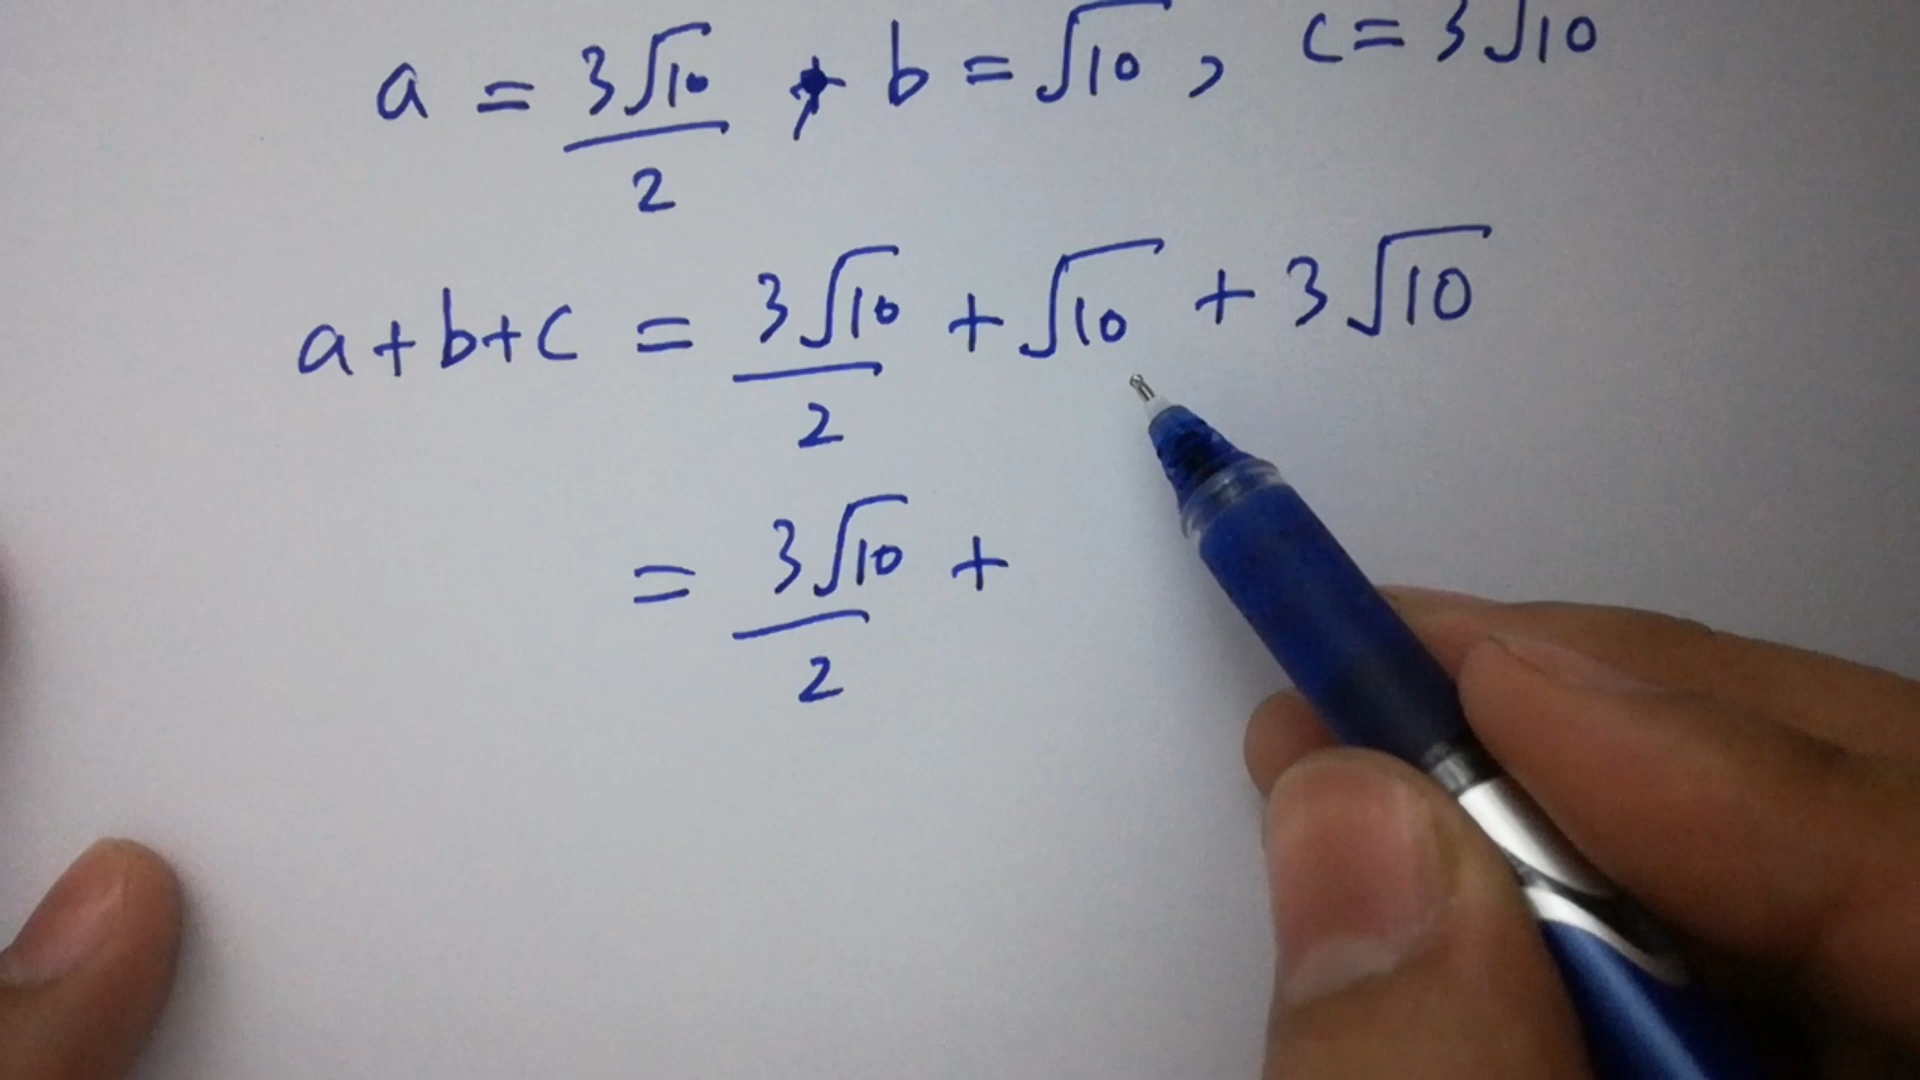 a = 3√10/2 , b = √10 , c = 3√10
a+b+c = 3√10/2 + √10 + 3√10
= 3√10/2 +